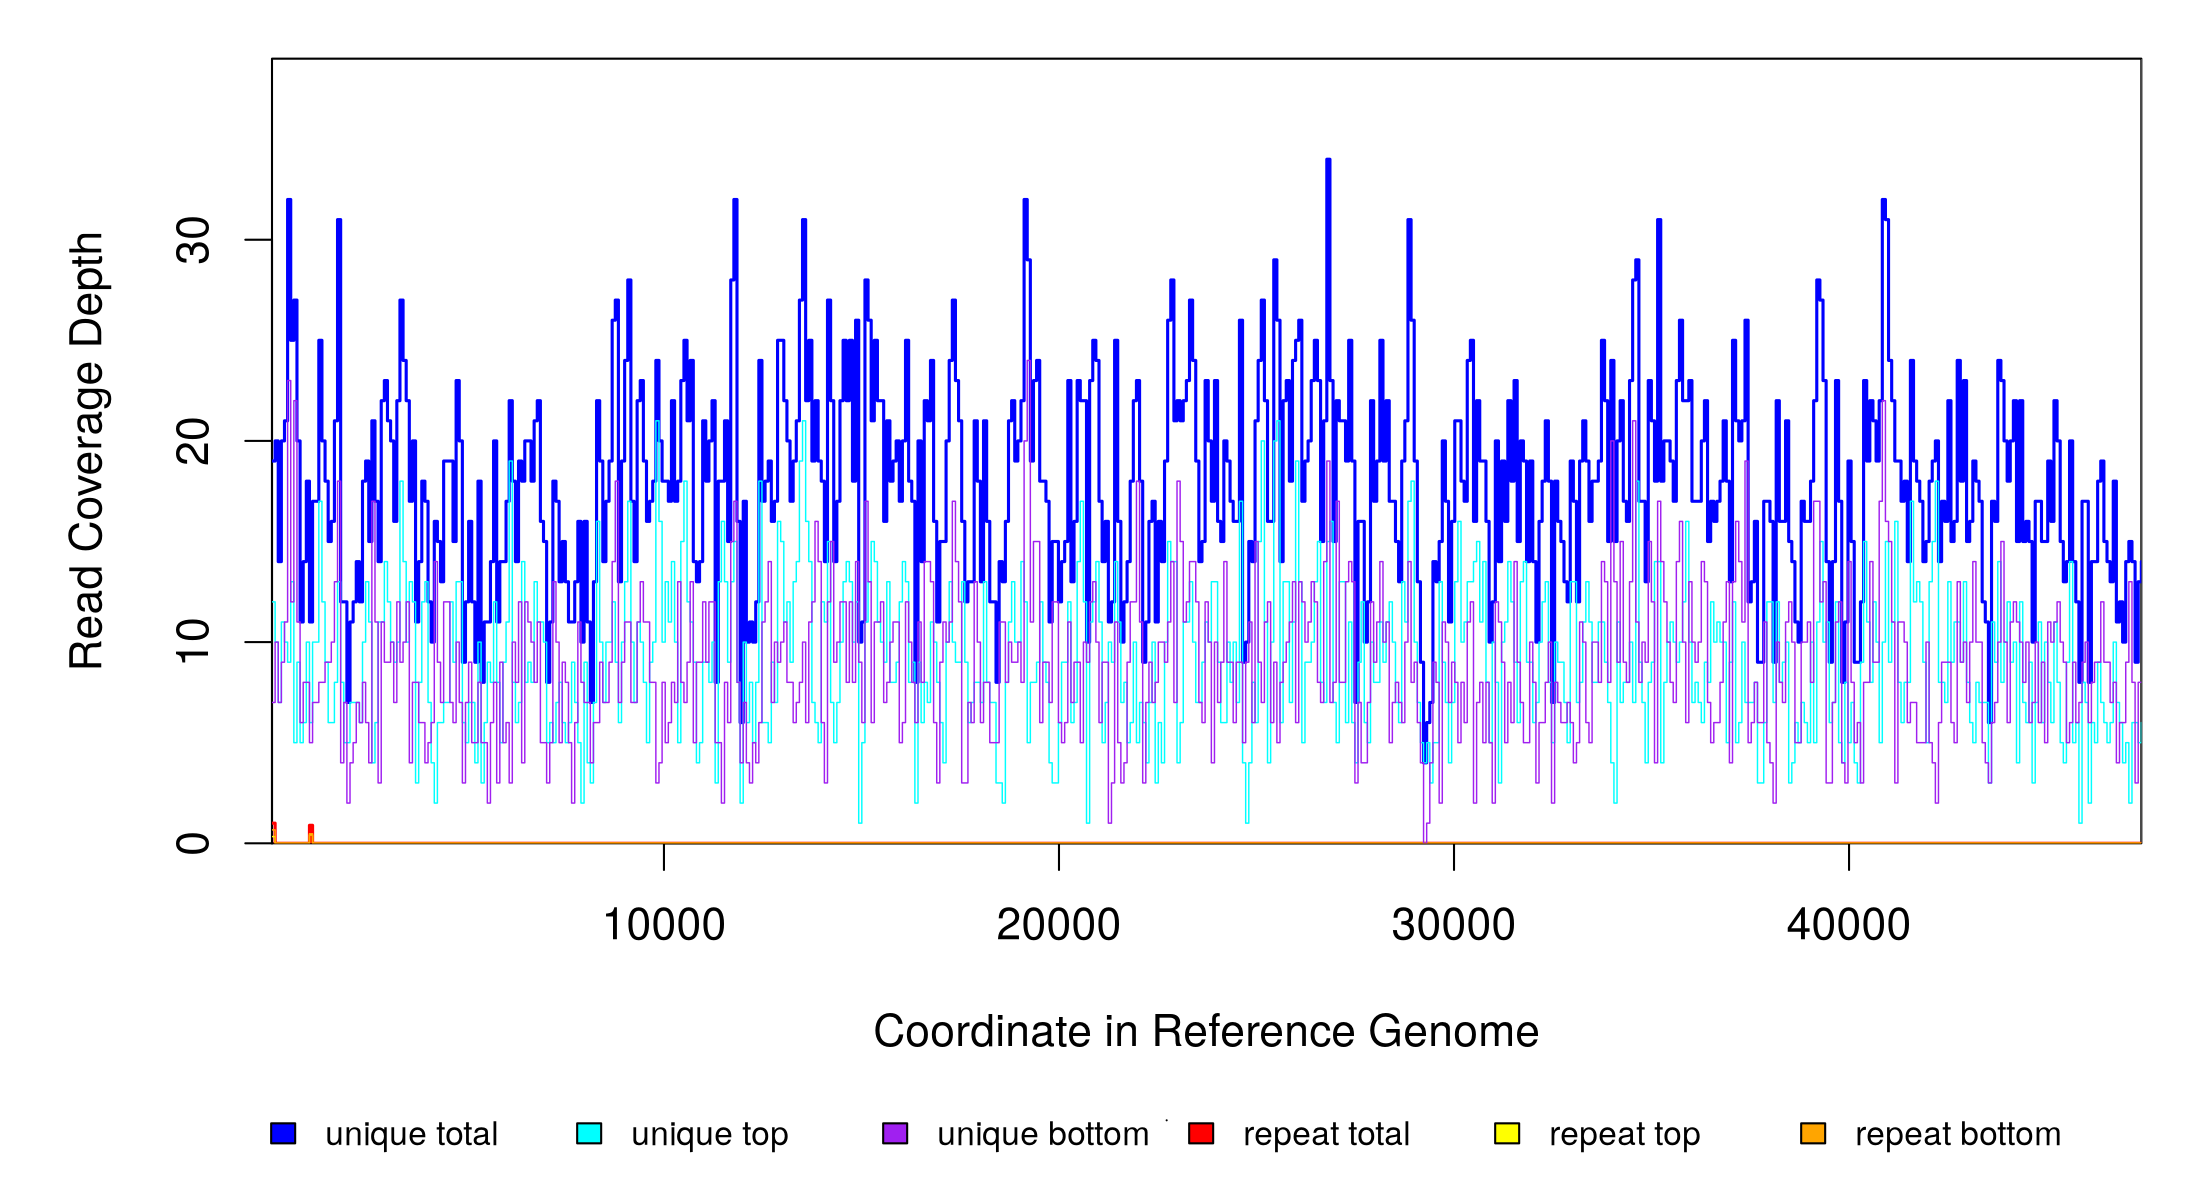 Read Coverage Depth
30
20
10
0
10000 20000 30000 40000
Coordinate in Reference Genome
unique total unique top unique bottom repeat total repeat top repeat bottom